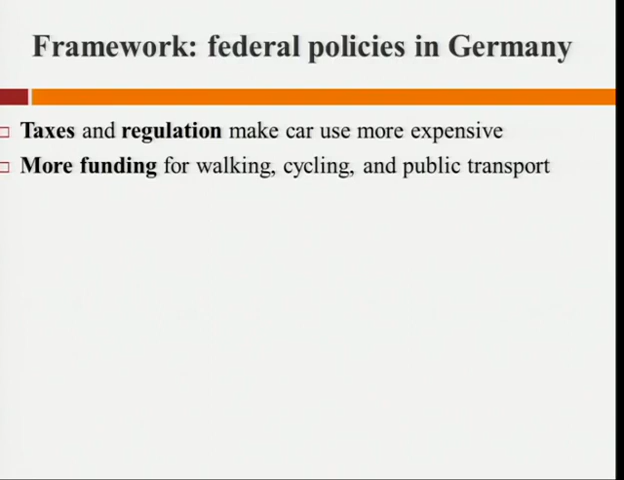 Framework: federal policies in Germany
Taxes and regulation make car use more expensive
More funding for walking, cycling, and public transport